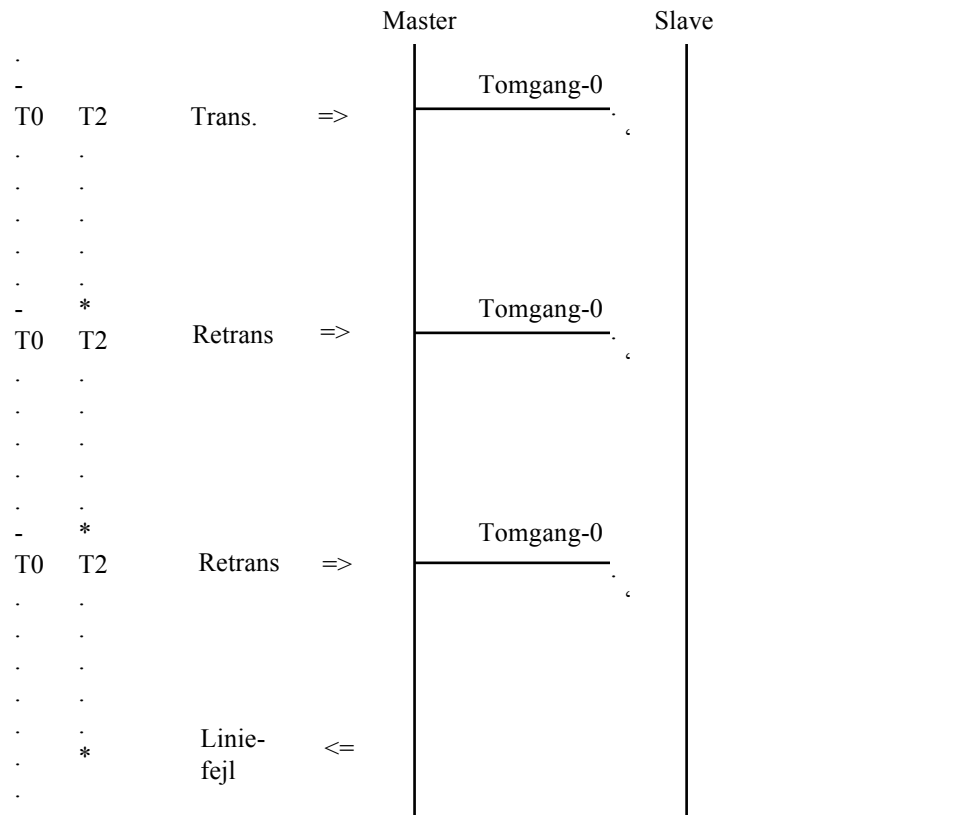 Master Slave
.
- Tomgang-0
T0 T2 Trans. => . ‘
. .
. .
. .
. .
. .
- * Tomgang-0
T0 T2 Retrans => . ‘
. .
. .
. .
. .
. .
- * Tomgang-0
T0 T2 Retrans => . ‘
. .
. .
. .
. .
. . Linie- <=
. * fejl
.